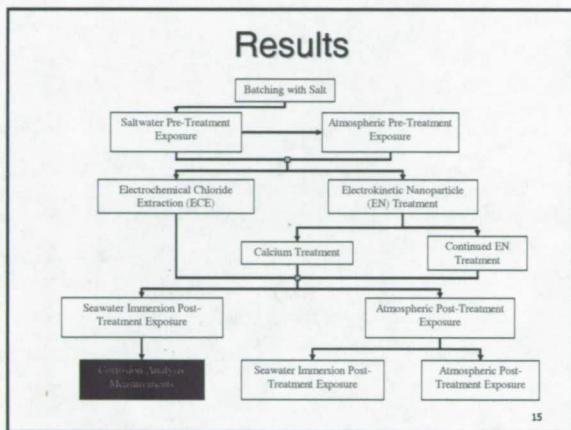 Results
Batching with Salt
Saltwater Pre-Treatment
Exposure
Atmospheric Pre-Treatment
Exposure
Electrochemical Chloride
Extraction (ECE)
Electrokinetic Nanoparticle
(EN) Treatment
Calcium Treatment
Continued EN
Treatment
Seawater Immersion Post-
Treatment Exposure
Atmospheric Post-Treatment
Exposure
Corrosion Analysis
Measurements
Seawater Immersion Post-
Treatment Exposure
Atmospheric Post-
Treatment Exposure
15